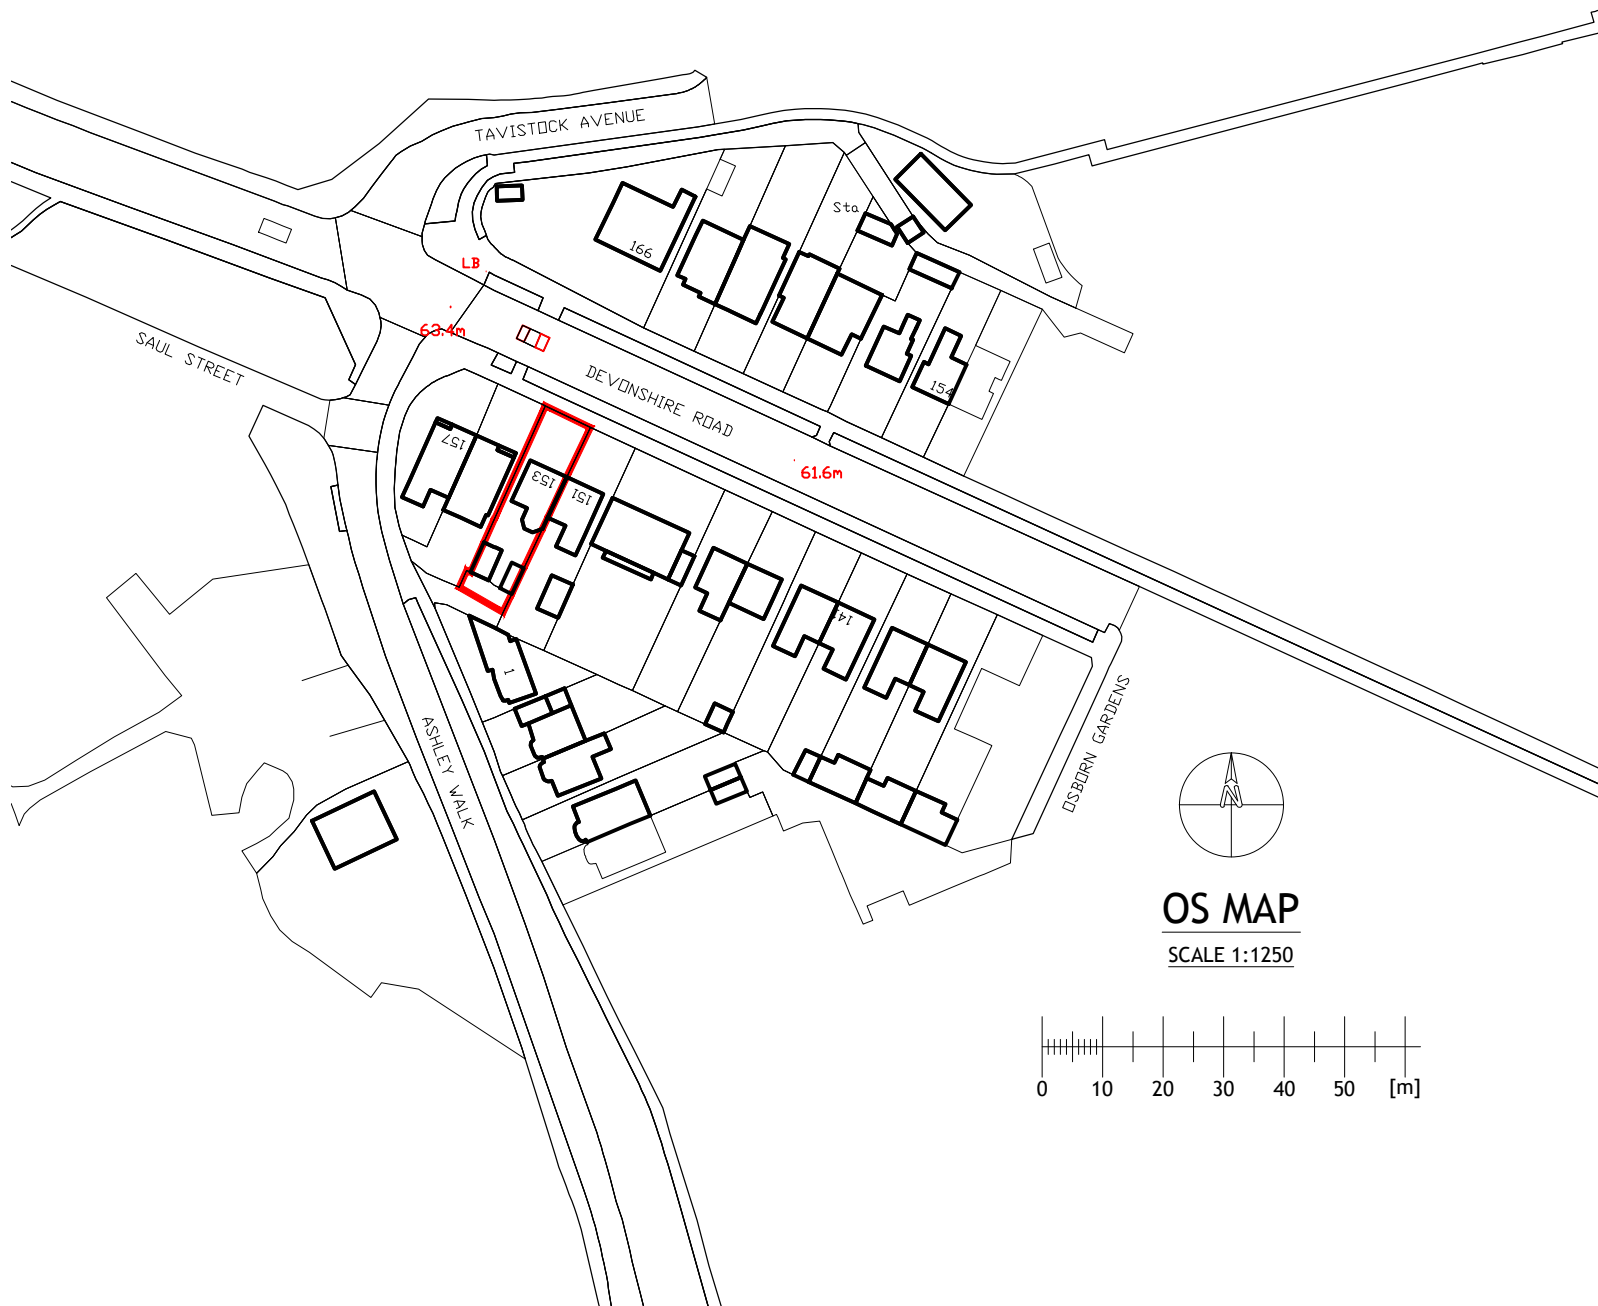 TAVISTOCK AVENUE
166
Sta
LB
63.4m
SAUL STREET
DEVONSHIRE ROAD
154
157
153
151
61.6m
1
ASHLEY WALK
OSBORN GARDENS
N
OS MAP
SCALE 1:1250
0 10 20 30 40 50 [m]